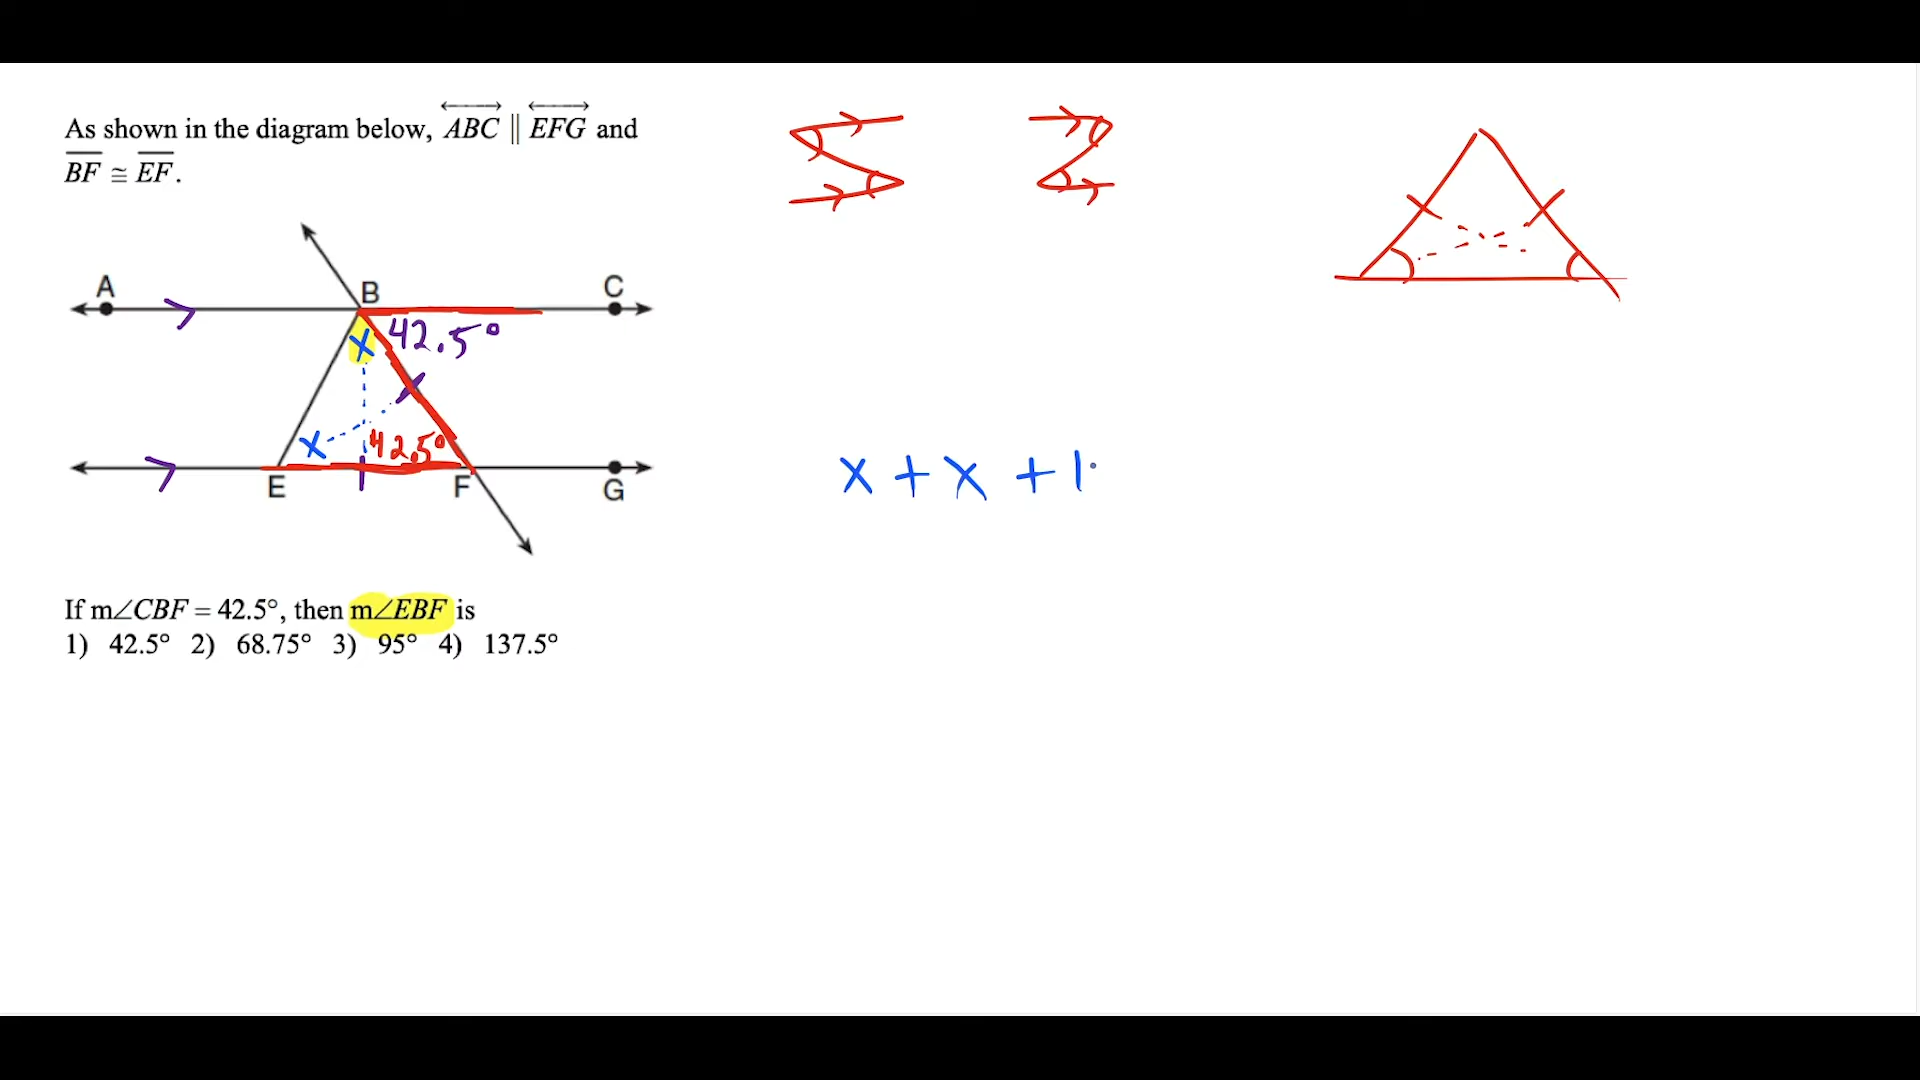 As shown in the diagram below, ABC ∥ EFG and
BF ≅ EF.
A
B
C
x
42.5°
x
42.5°
E
F
G
x + x + 1
If m∠CBF = 42.5°, then m∠EBF is
1) 42.5° 2) 68.75° 3) 95° 4) 137.5°